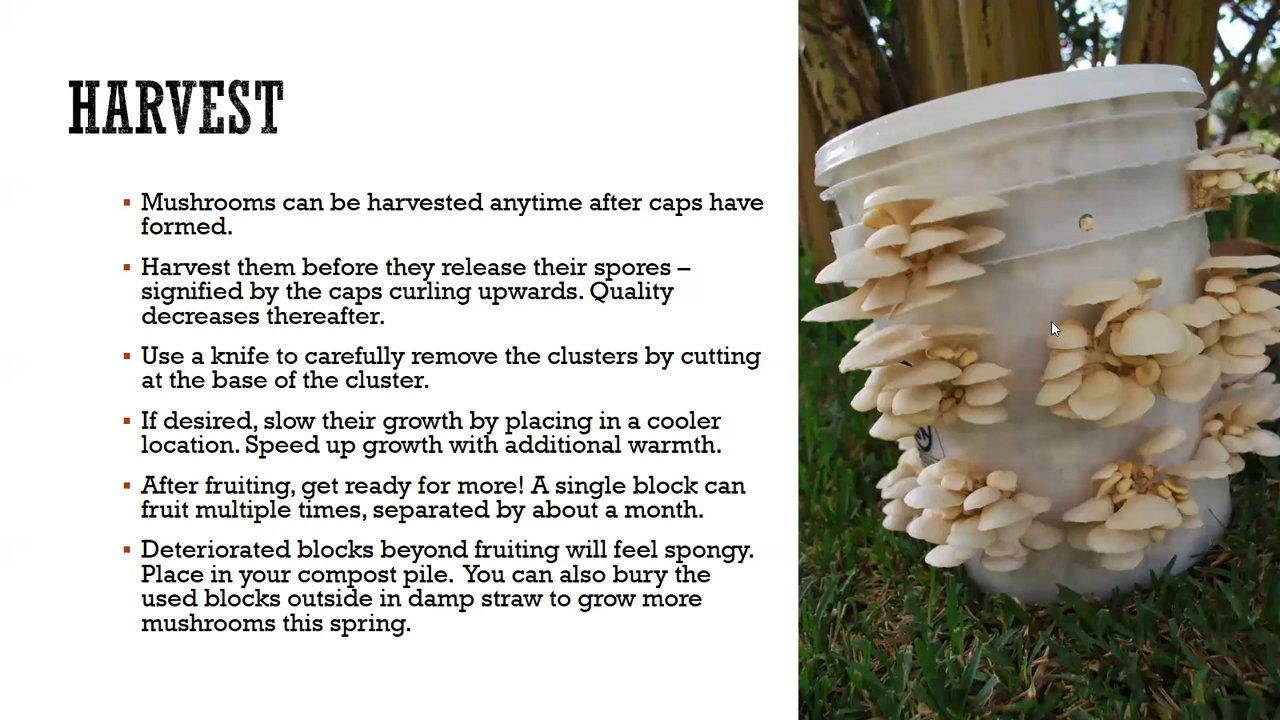 HARVEST
Mushrooms can be harvested anytime after caps have
formed.
Harvest them before they release their spores –
signified by the caps curling upwards. Quality
decreases thereafter.
Use a knife to carefully remove the clusters by cutting
at the base of the cluster.
If desired, slow their growth by placing in a cooler
location. Speed up growth with additional warmth.
After fruiting, get ready for more! A single block can
fruit multiple times, separated by about a month.
Deteriorated blocks beyond fruiting will feel spongy.
Place in your compost pile. You can also bury the
used blocks outside in damp straw to grow more
mushrooms this spring.